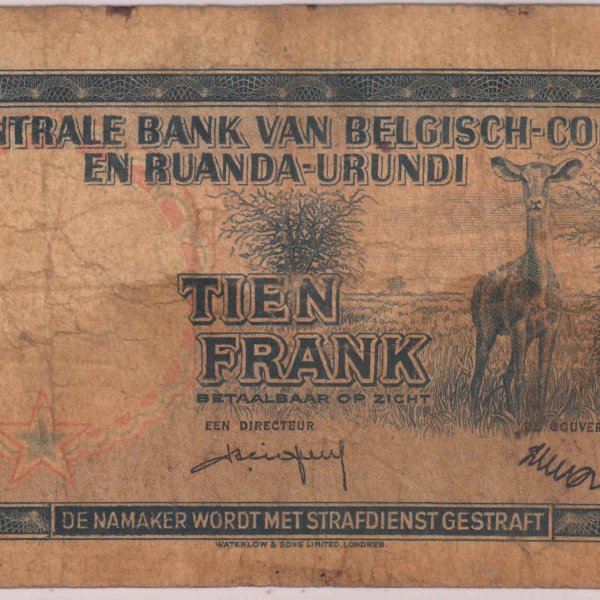 NTRALE BANK VAN BELGISCH-CO
EN RUANDA-URUNDI
TIEN
FRANK
BETAALBAAR OP ZICHT
EEN DIRECTEUR DE GOUVER
DE NAMAKER WORDT MET STRAFDIENST GESTRAFT
WATERLOW & SONS LIMITED. LONDRES.